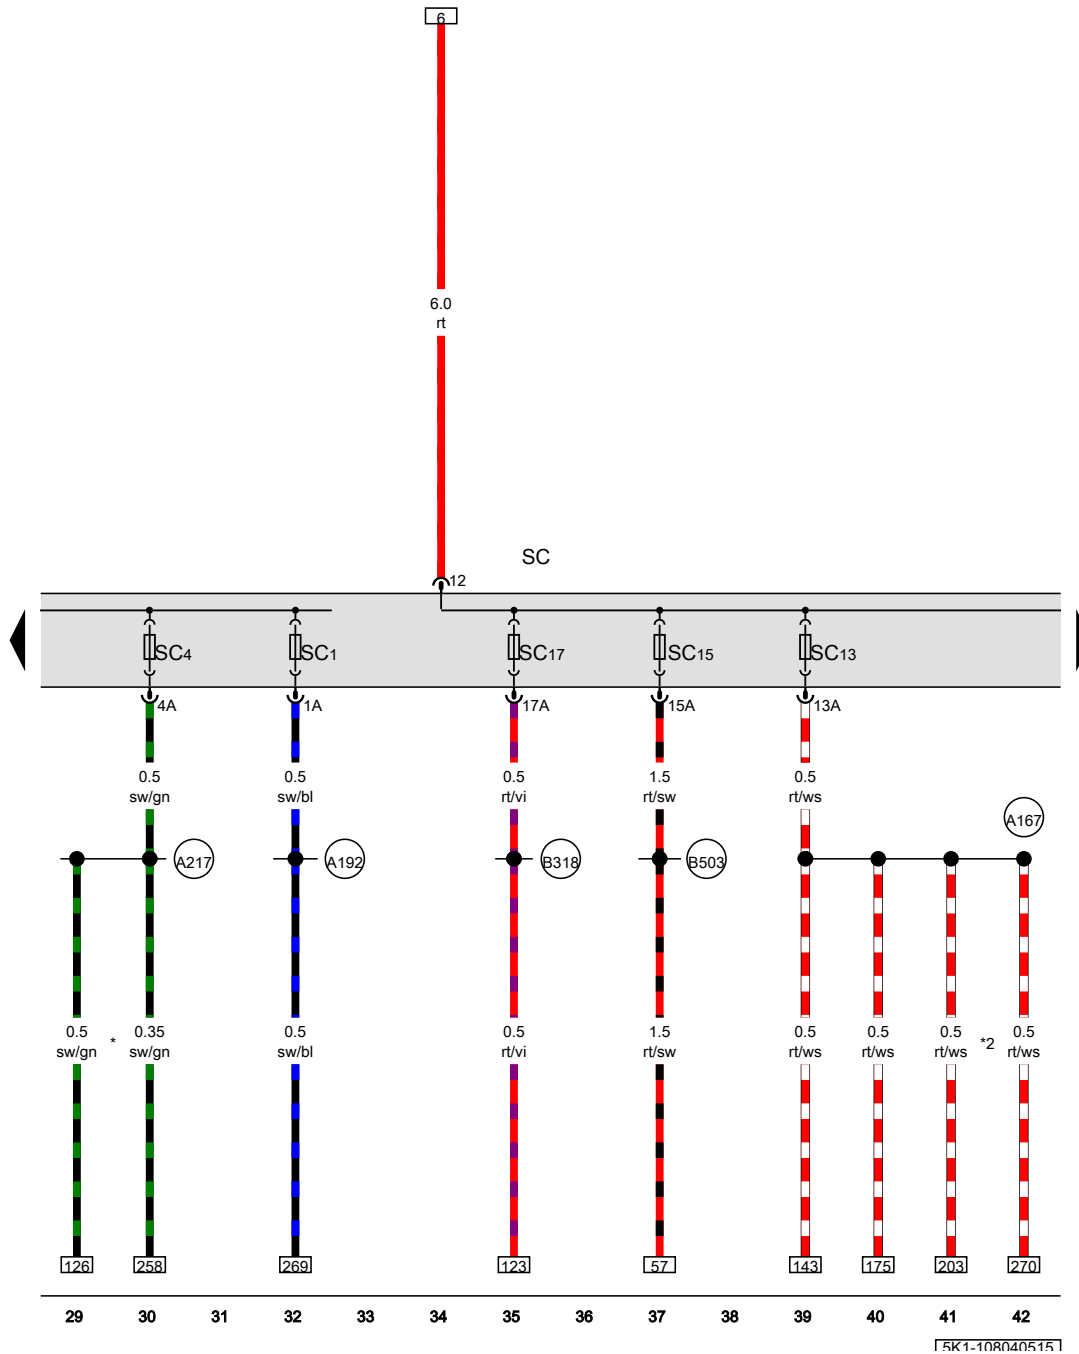 6
6.0
rt
SC
12
SC4
SC1
SC17
SC15
SC13
4A
1A
17A
15A
13A
0.5
sw/gn
0.5
sw/bl
0.5
rt/vi
1.5
rt/sw
0.5
rt/ws
A167
A217
A192
B318
B503
0.5
sw/gn
*
0.35
sw/gn
0.5
sw/bl
0.5
rt/vi
1.5
rt/sw
0.5
rt/ws
0.5
rt/ws
0.5
rt/ws
*2
0.5
rt/ws
126
258
269
123
57
143
175
203
270
29 30 31 32 33 34 35 36 37 38 39 40 41 42
5K1-108040515